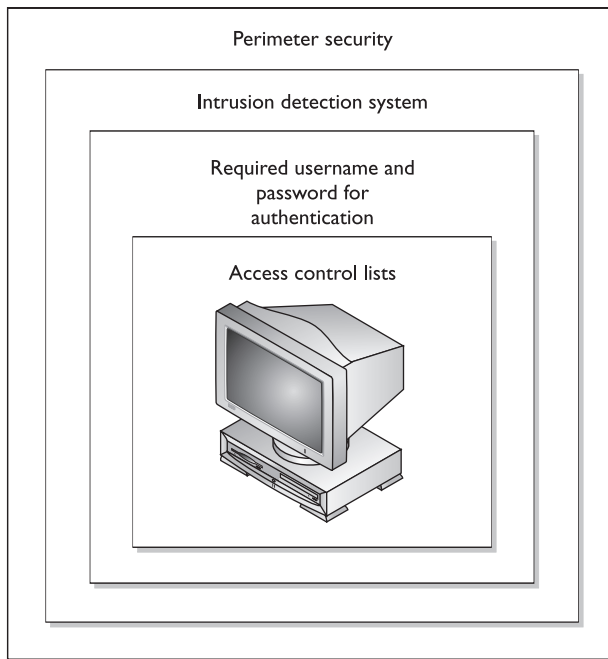 Perimeter security
Intrusion detection system
Required username and
password for
authentication
Access control lists